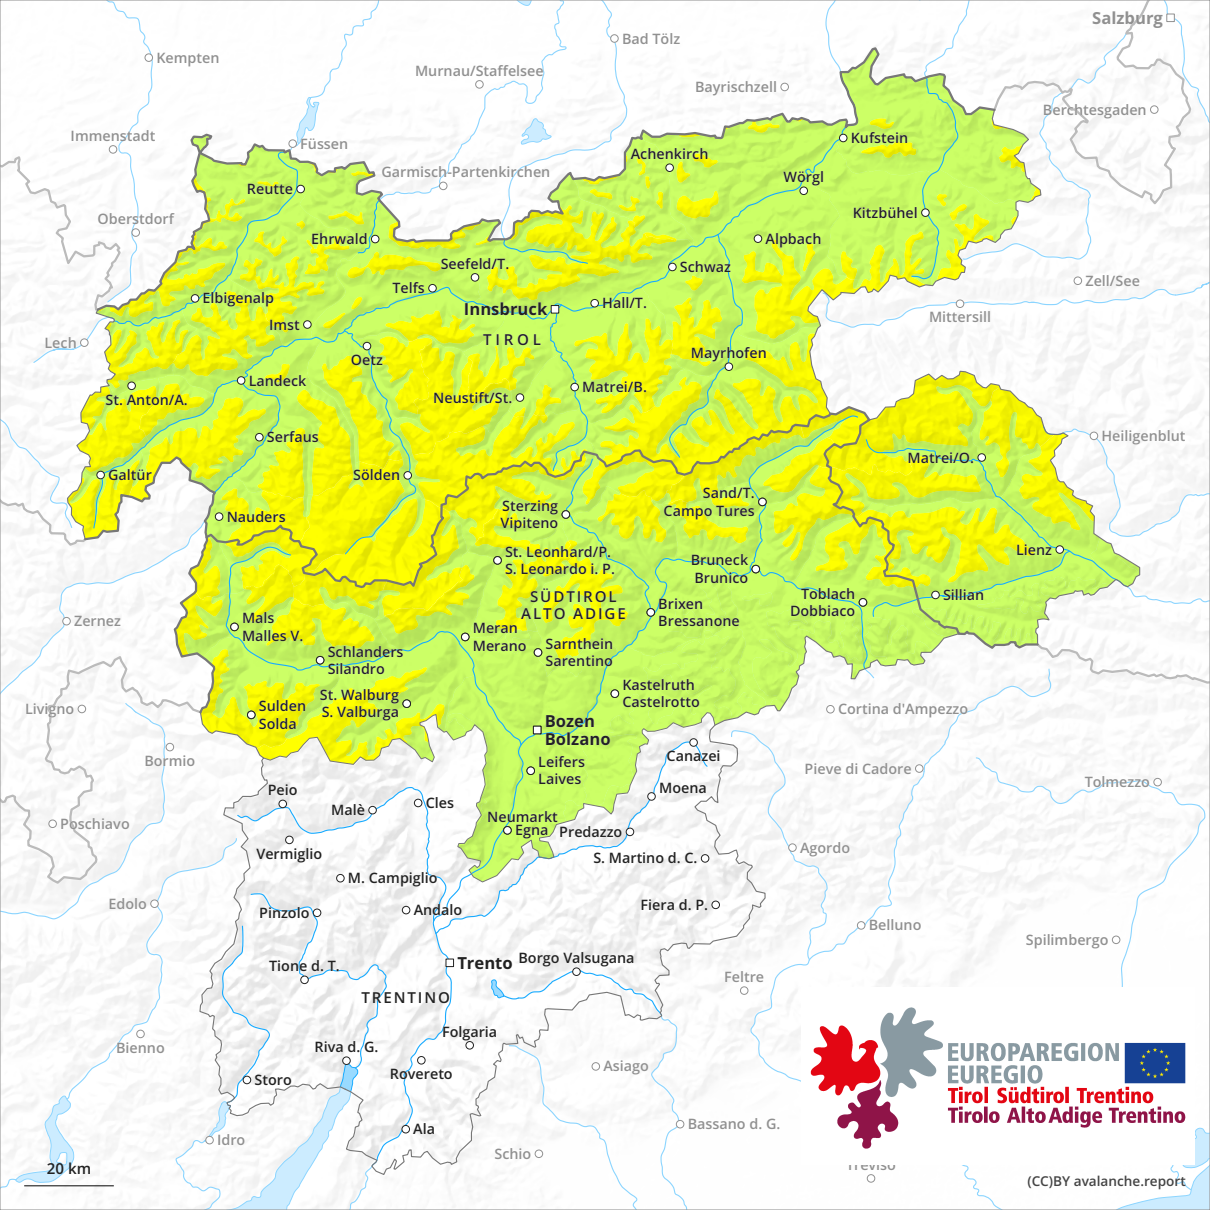 Salzburg
Bad Tölz
Kempten
Murnau/Staffelsee
Bayrischzell
Berchtesgaden
Immenstadt
Füssen
Kufstein
Achenkirch
Garmisch-Partenkirchen
Wörgl
Reutte
Oberstdorf
Kitzbühel
Ehrwald
Alpbach
Seefeld/T.
Schwaz
Zell/See
Telfs
Elbigenalp
Innsbruck
Hall/T.
Mittersill
Imst
TIROL
Lech
Oetz
Mayrhofen
Landeck
St. Anton/A.
Neustift/St.
Matrei/B.
Serfaus
Heiligenblut
Matrei/O.
Galtür
Sölden
Sand/T.
Campo Tures
Sterzing
Vipiteno
Nauders
Lienz
St. Leonhard/P.
S. Leonardo i. P.
Bruneck
Brunico
SÜDTIROL
ALTO ADIGE
Toblach
Dobbiaco
Sillian
Brixen
Bressanone
Zernez
Mals
Malles V.
Meran
Merano
Sarnthein
Sarentino
Schlanders
Silandro
Kastelruth
Castelrotto
St. Walburg
S. Valburga
Sulden
Solda
Livigno
Cortina d'Ampezzo
Bozen
Bolzano
Bormio
Canazei
Leifers
Laives
Pieve di Cadore
Tolmezzo
Peio
Moena
Malè
Cles
Neumarkt
Egna
Predazzo
Poschiavo
Vermiglio
Agordo
S. Martino d. C.
M. Campiglio
Edolo
Pinzolo
Andalo
Fiera d. P.
Belluno
Spilimbergo
Trento
Borgo Valsugana
Tione d. T.
Feltre
TRENTINO
Folgaria
Bienno
Riva d. G.
Rovereto
Asiago
Storo
EUROPAREGION
EUREGIO
Tirol Südtirol Trentino
Tirolo Alto Adige Trentino
Ala
Bassano d. G.
Idro
Schio
Treviso
20 km
(CC)BY avalanche.report